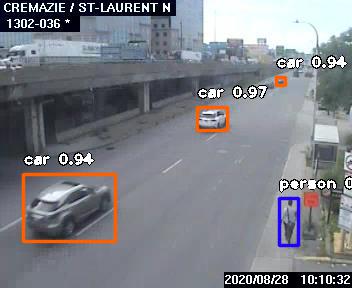 CREMAZIE / ST-LAURENT N
1302-036 *
car 0.94
car 0.97
car 0.94
person 0
2020/08/28 10:10:32